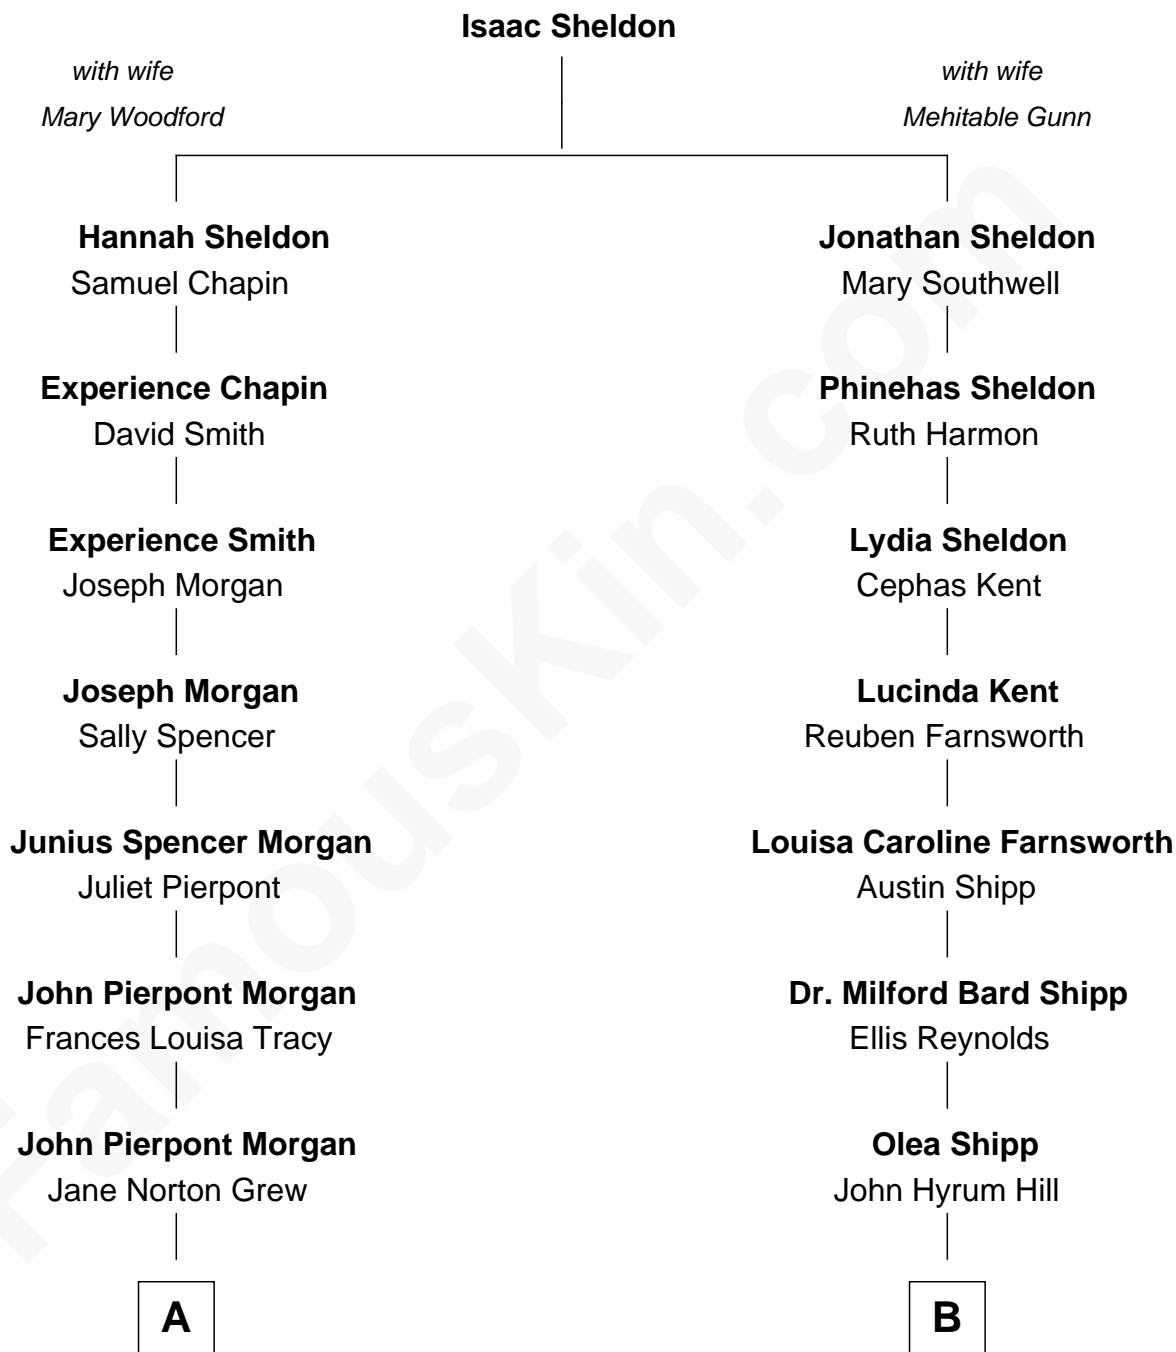 Isaac Sheldon
with wife
Mary Woodford
with wife
Mehitable Gunn
Hannah Sheldon
Samuel Chapin
Jonathan Sheldon
Mary Southwell
Experience Chapin
David Smith
Phinehas Sheldon
Ruth Harmon
Experience Smith
Joseph Morgan
Lydia Sheldon
Cephas Kent
Joseph Morgan
Sally Spencer
Lucinda Kent
Reuben Farnsworth
Junius Spencer Morgan
Juliet Pierpont
Louisa Caroline Farnsworth
Austin Shipp
John Pierpont Morgan
Frances Louisa Tracy
Dr. Milford Bard Shipp
Ellis Reynolds
John Pierpont Morgan
Jane Norton Grew
Olea Shipp
John Hyrum Hill
A
B
FamousKin.com